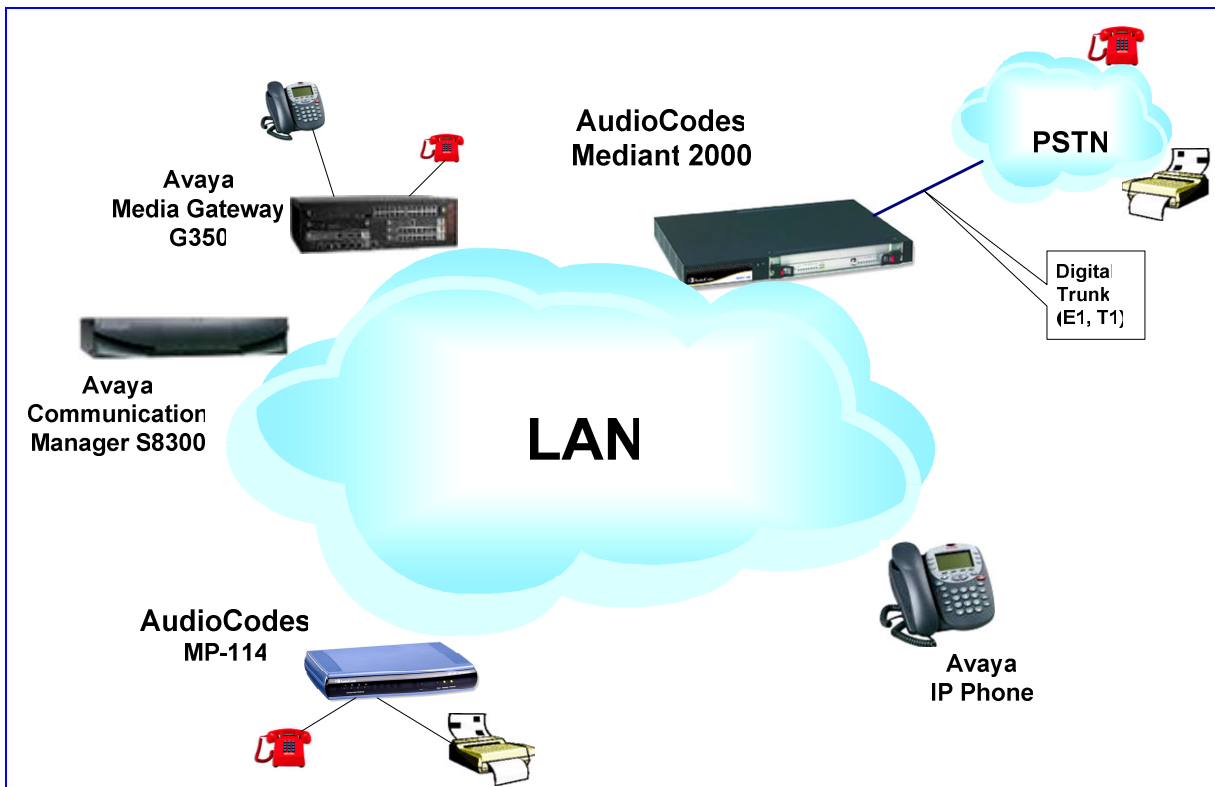 AudioCodes
Mediant 2000
PSTN
Avaya
Media Gateway
G350
Digital
Trunk
(E1, T1)
Avaya
Communication
Manager S8300
LAN
AudioCodes
MP-114
Avaya
IP Phone